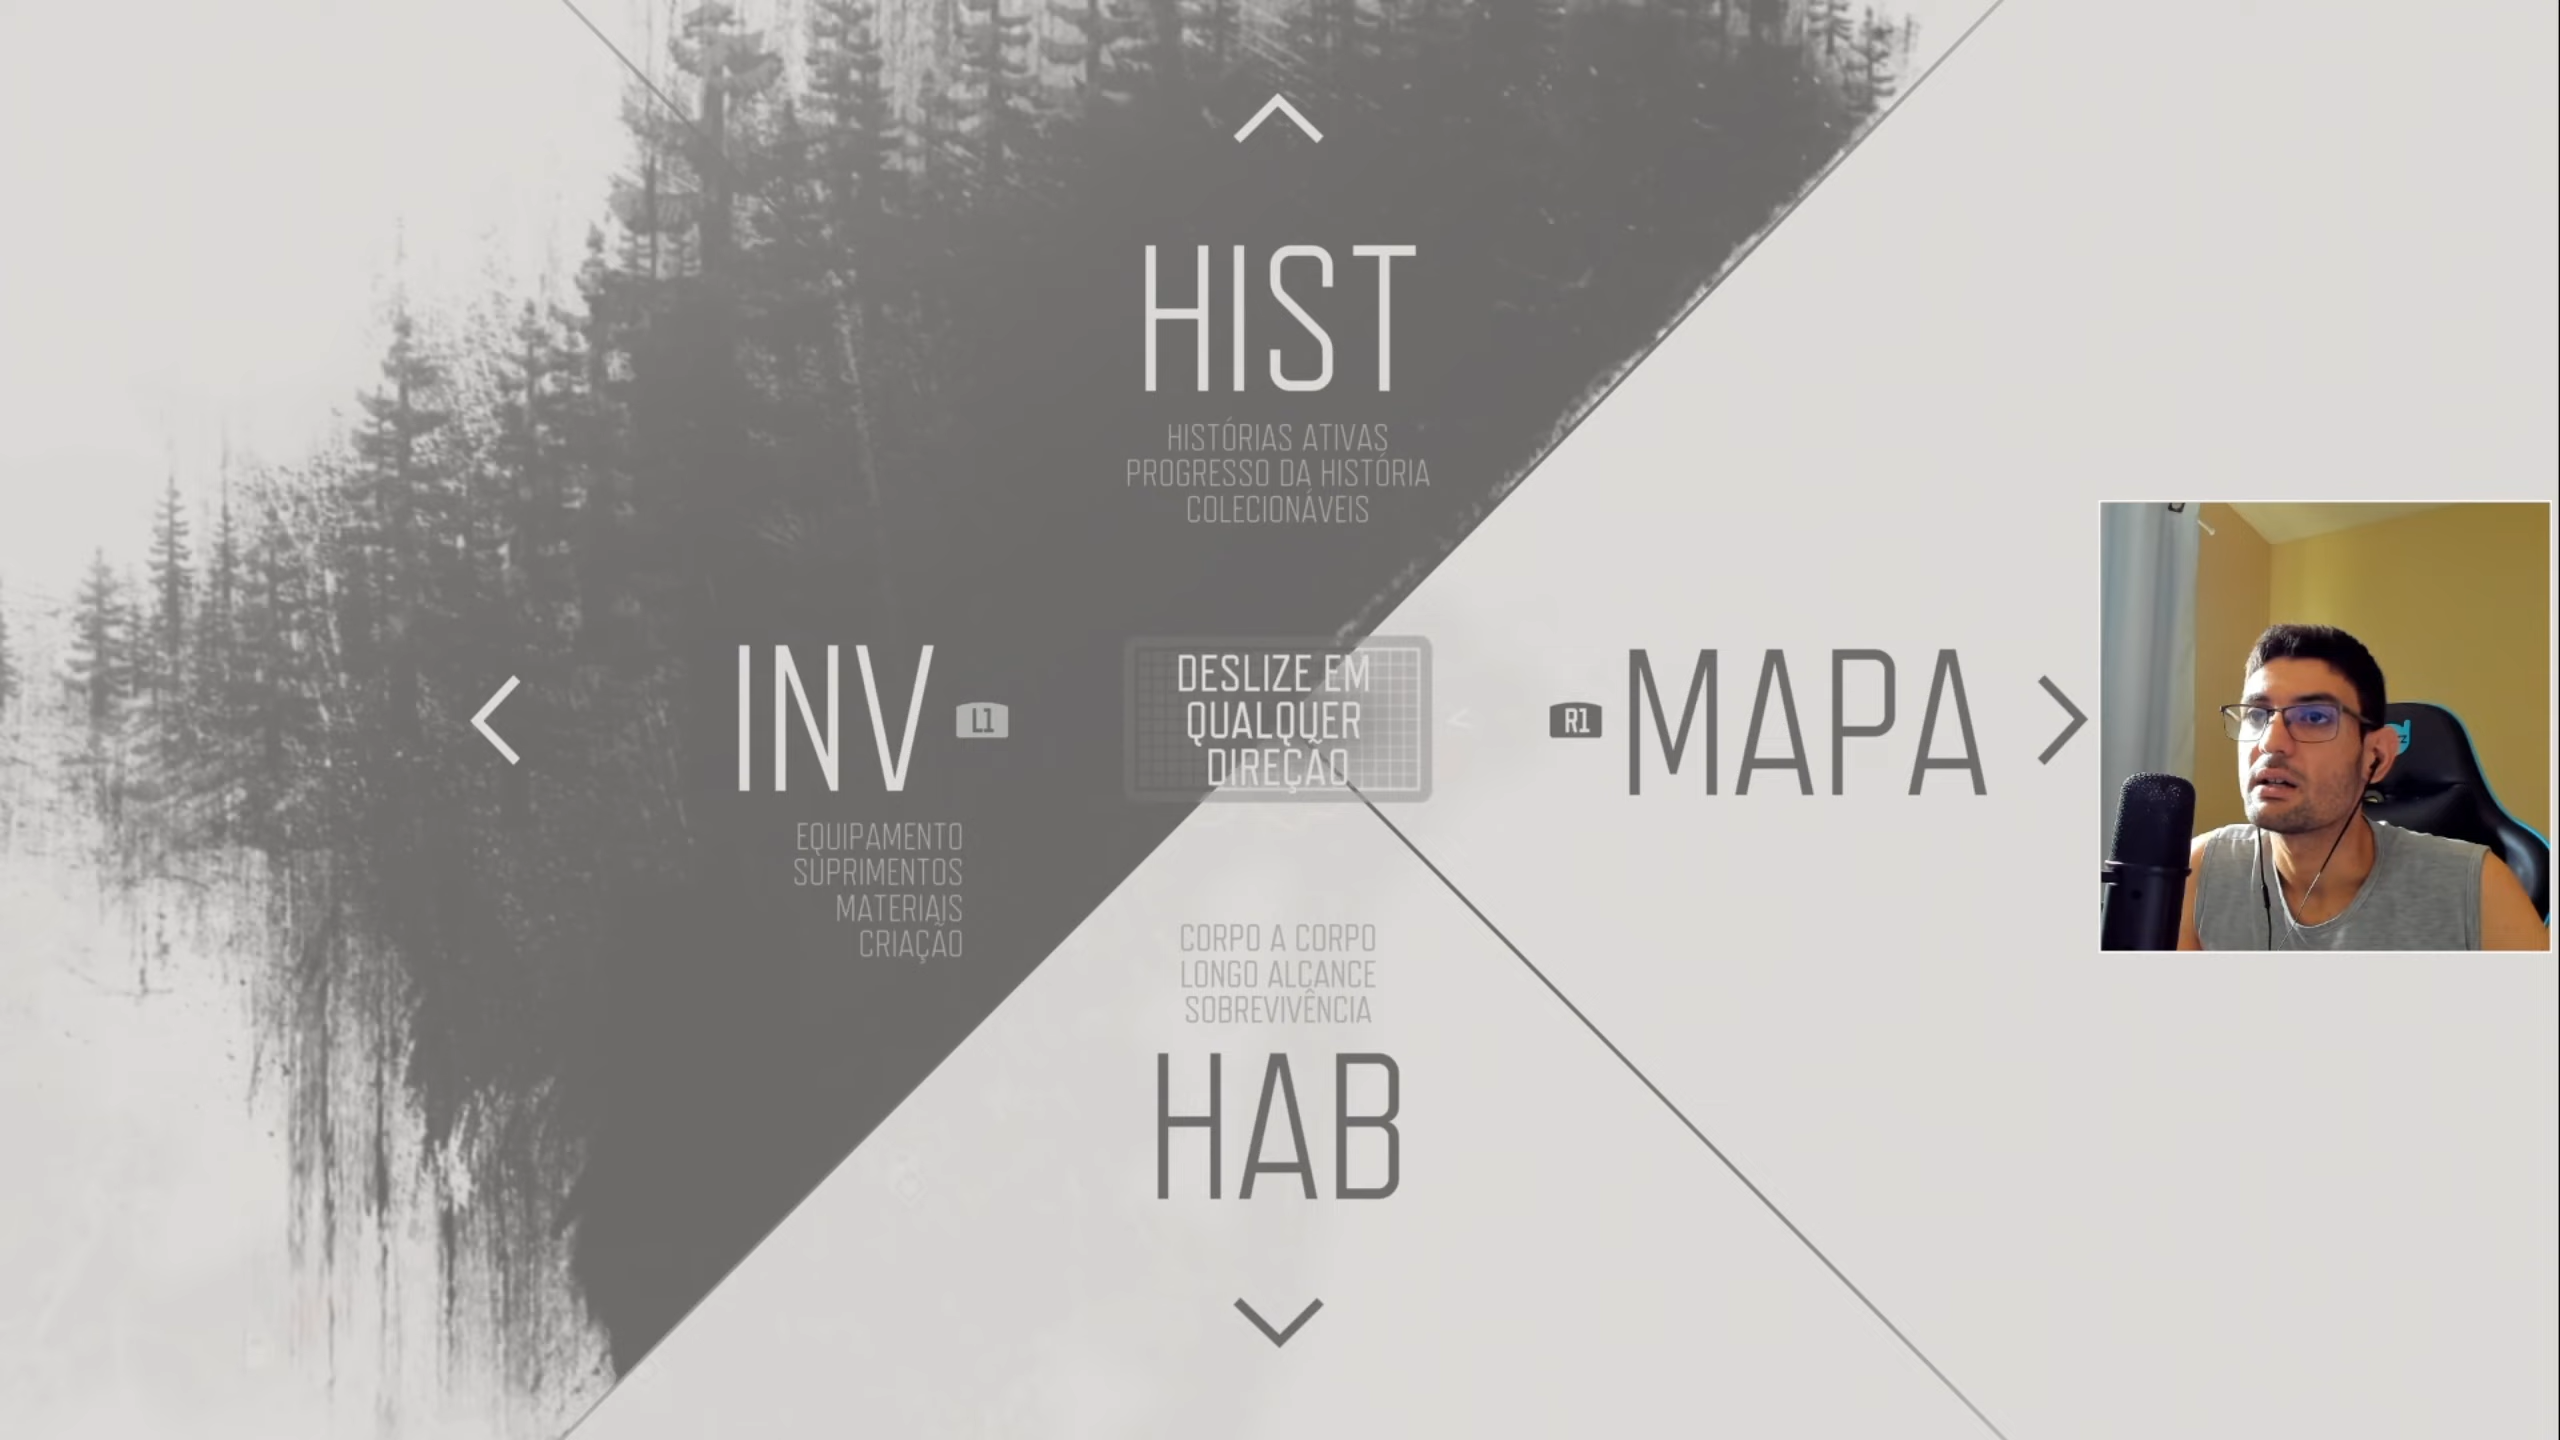 HIST
HISTÓRIAS ATIVAS
PROGRESSO DA HISTÓRIA
COLECIONÁVEIS
INV
L1
EQUIPAMENTO
SUPRIMENTOS
MATERIAIS
CRIAÇÃO
DESLIZE EM
QUALQUER
DIREÇÃO
R1
MAPA
CORPO A CORPO
LONGO ALCANCE
SOBREVIVÊNCIA
HAB